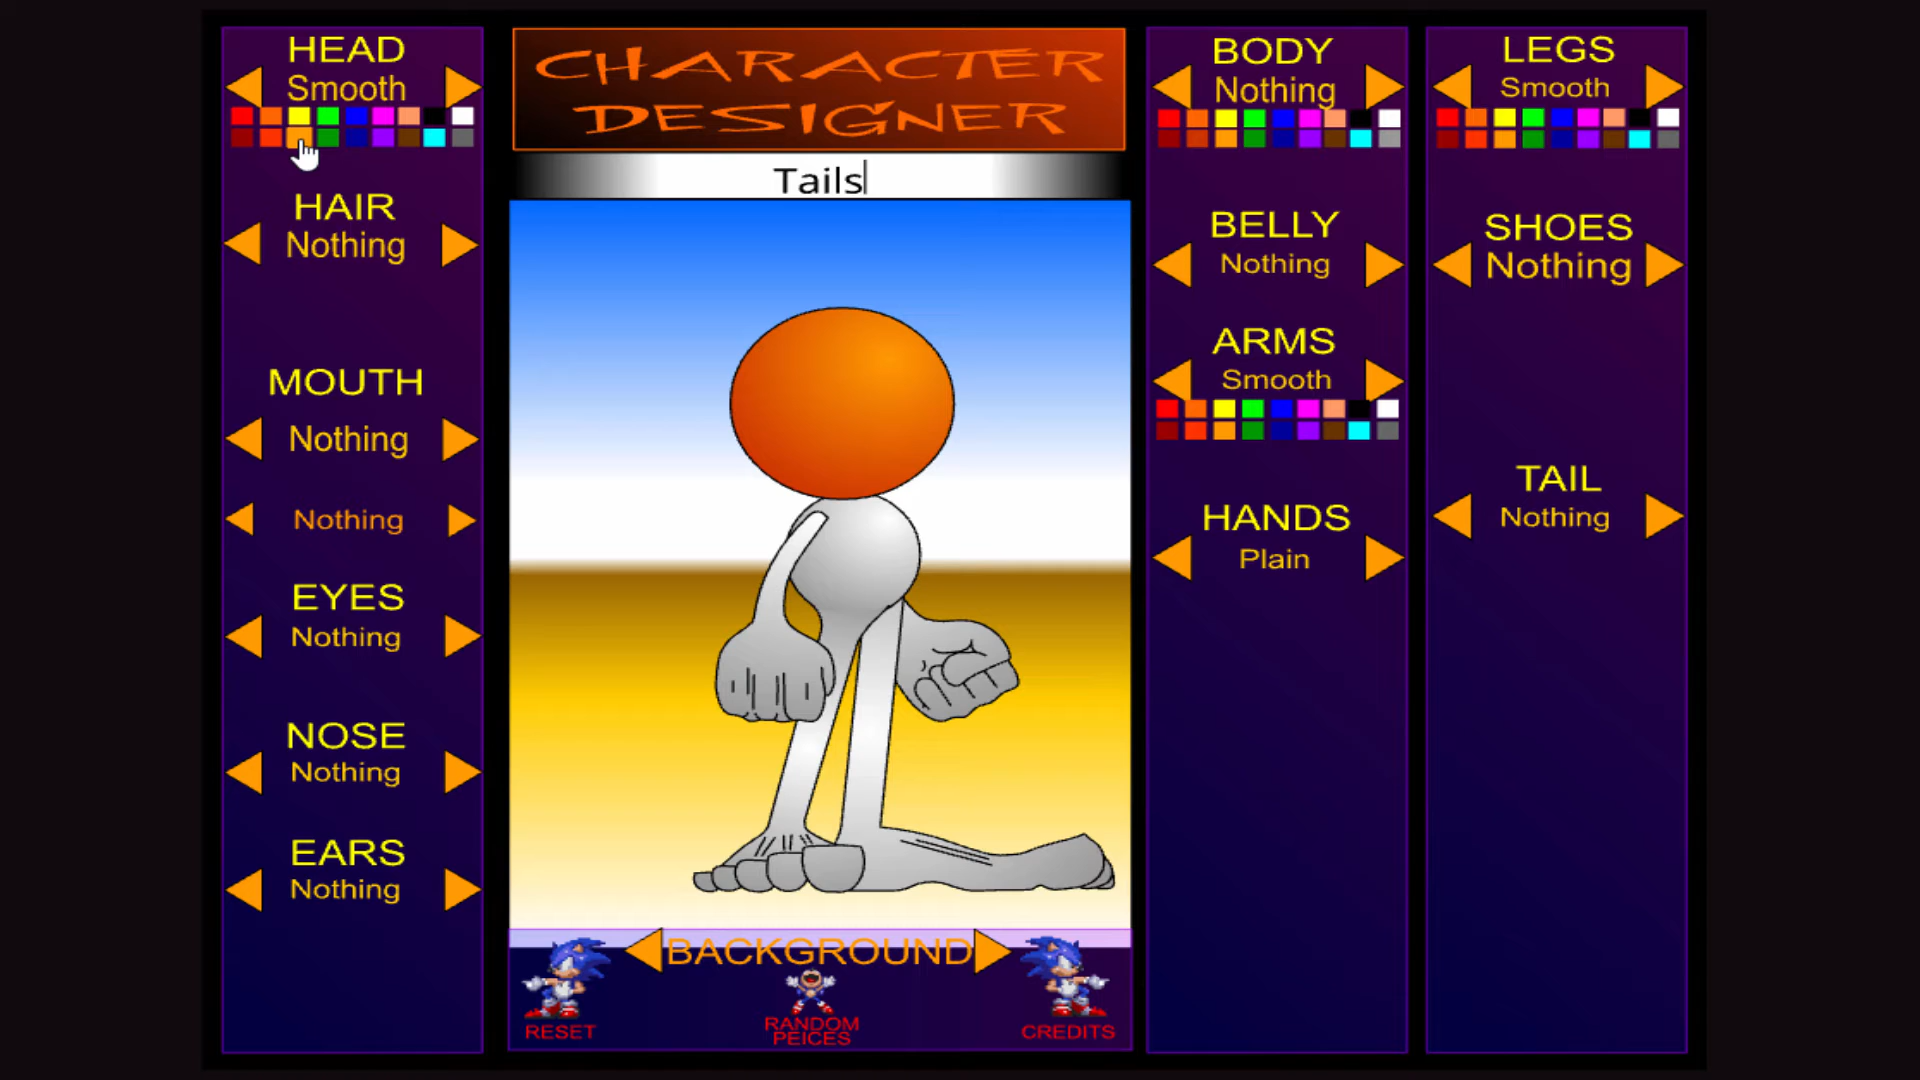 HEAD
Smooth
HAIR
Nothing
MOUTH
Nothing
Nothing
EYES
Nothing
NOSE
Nothing
EARS
Nothing
CHARACTER
DESIGNER
Tails
BACKGROUND
RESET
RANDOM
PEICES
CREDITS
BODY
Nothing
BELLY
Nothing
ARMS
Smooth
HANDS
Plain
LEGS
Smooth
SHOES
Nothing
TAIL
Nothing